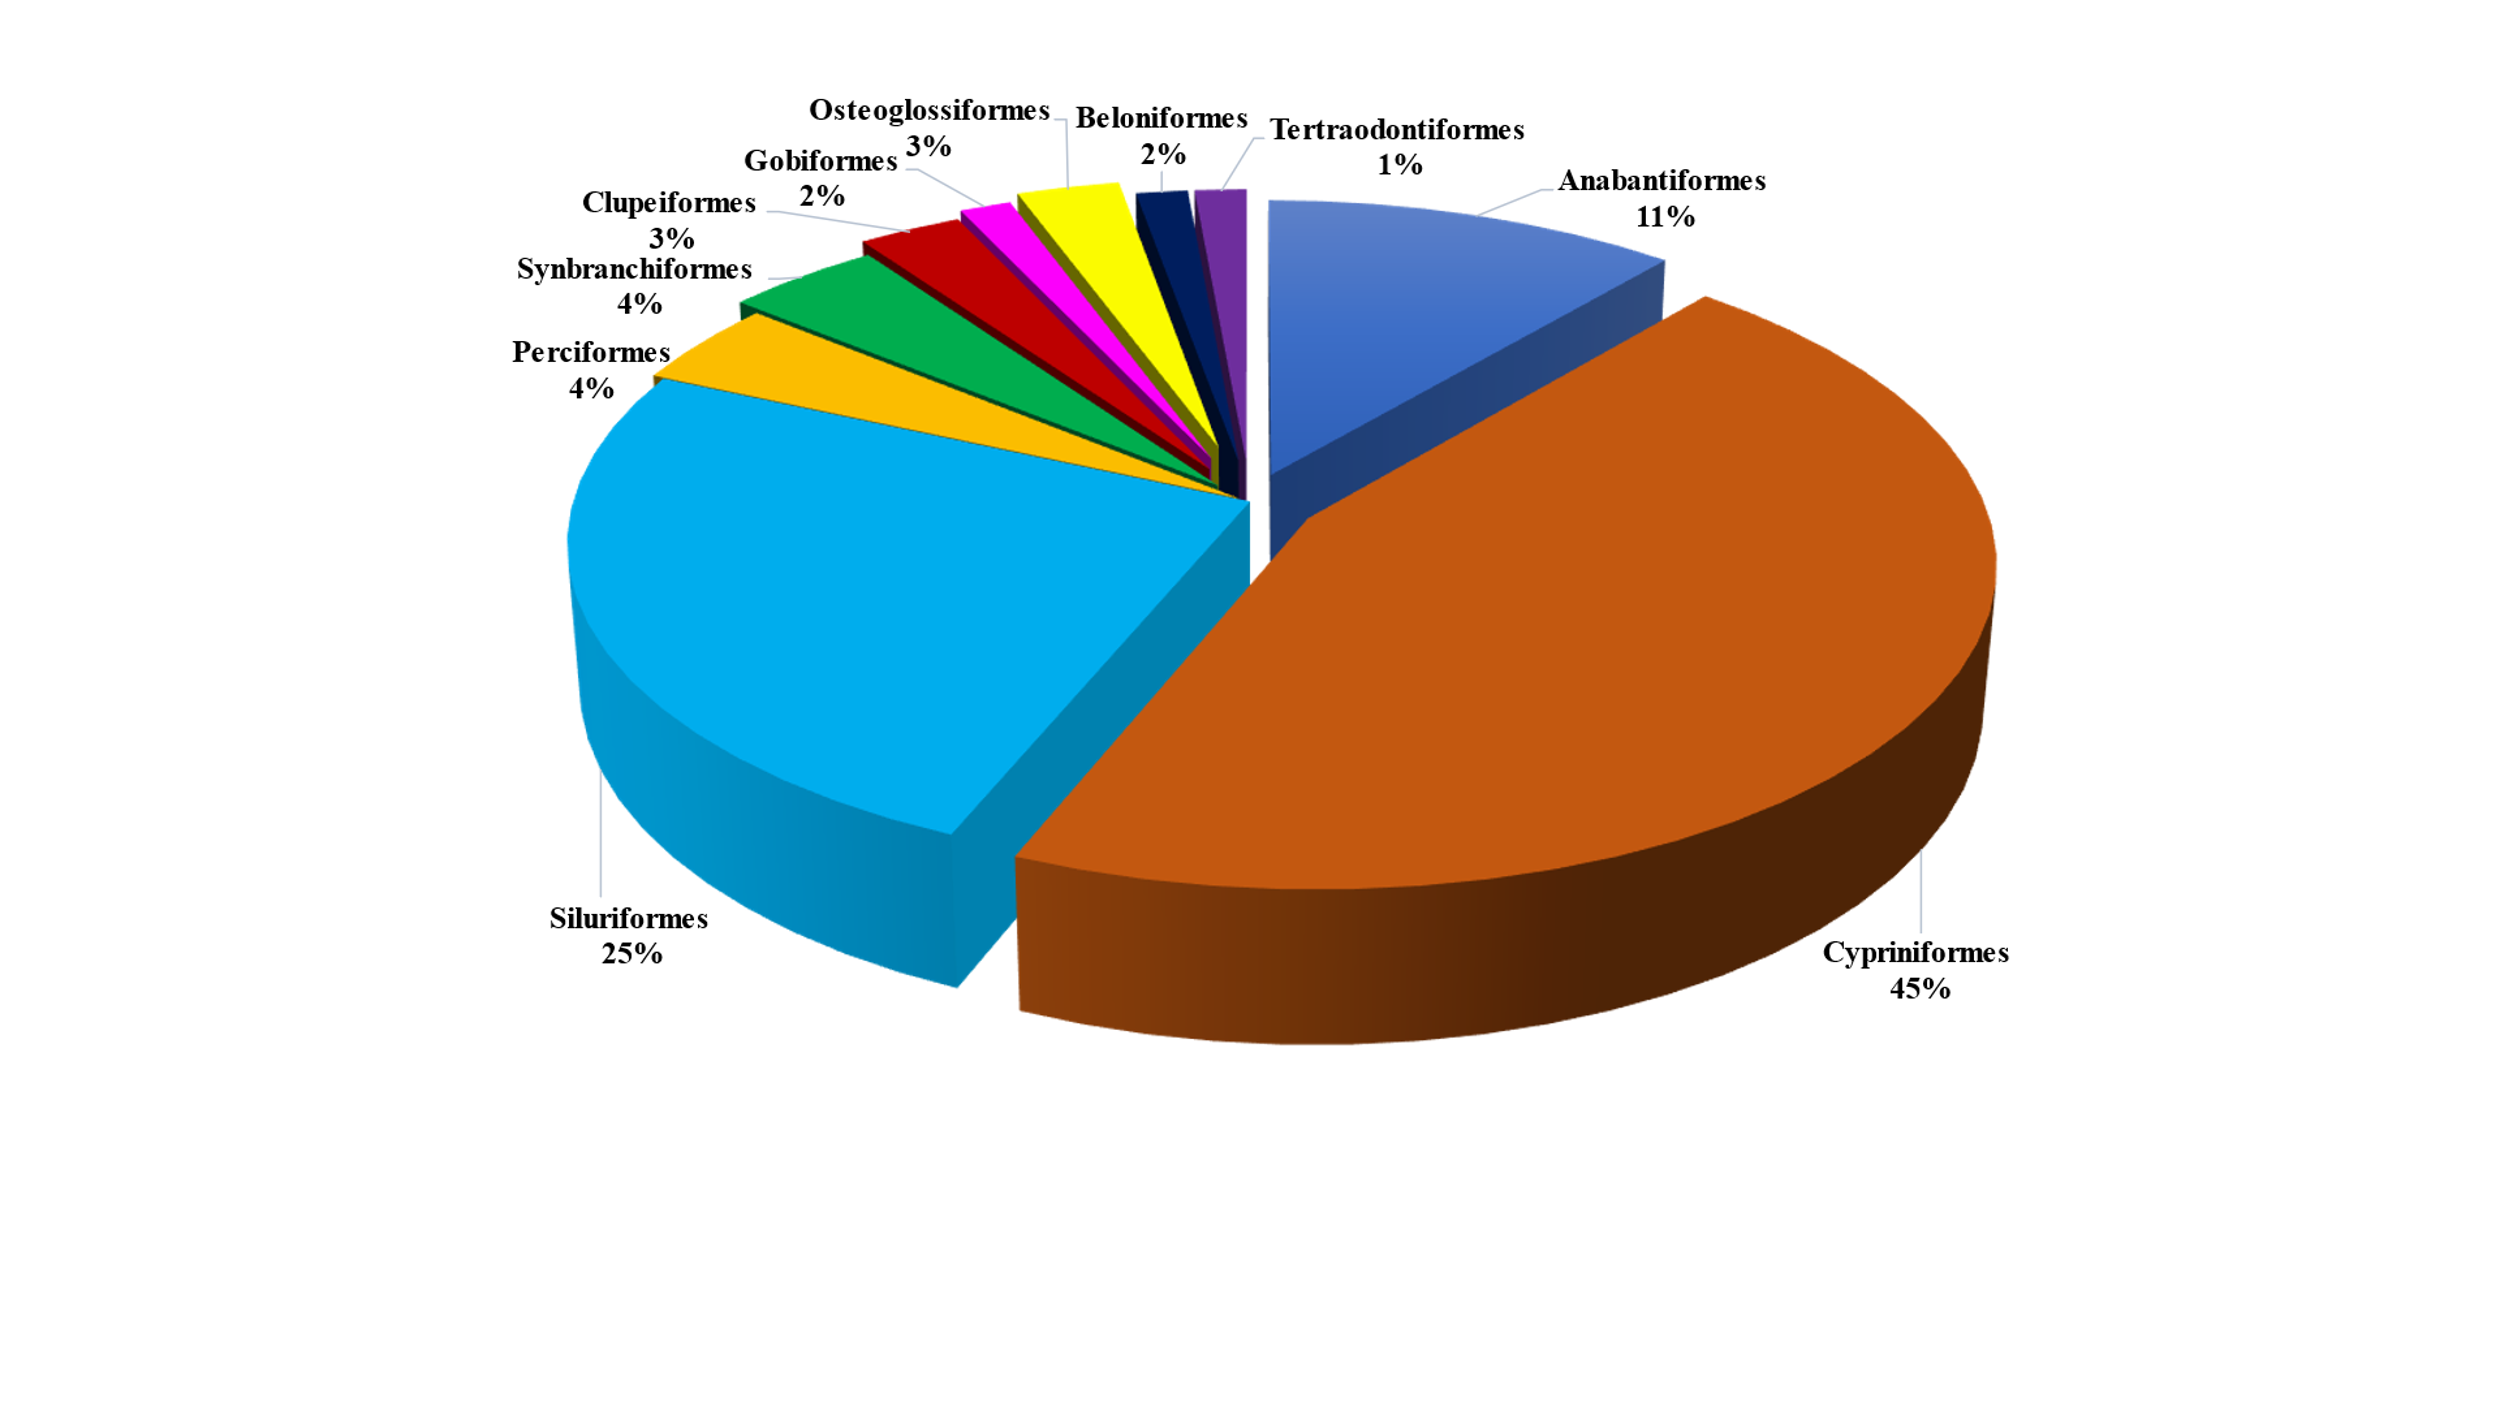 Osteoglossiformes
3%
Beloniformes
2%
Tertraodontiformes
1%
Gobiformes
2%
Anabantiformes
11%
Clupeiformes
3%
Synbranchiformes
4%
Perciformes
4%
Siluriformes
25%
Cypriniformes
45%